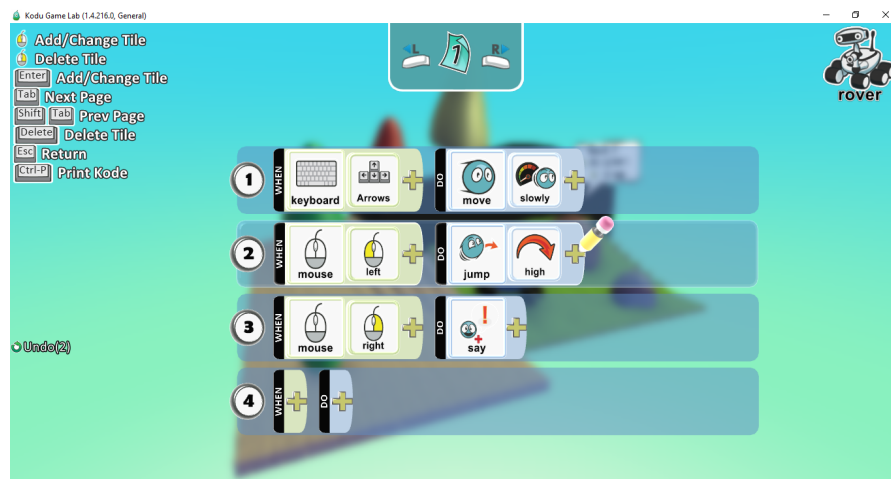 Kodu Game Lab (1.4.216.0, General)
Add/Change Tile
Delete Tile
Enter Add/Change Tile
Tab Next Page
Shift Tab Prev Page
Delete Delete Tile
Esc Return
Ctrl-P Print Kode
L 1 R
rover
1 WHEN keyboard Arrows DO move slowly
2 WHEN mouse left DO jump high
3 WHEN mouse right DO say
4 WHEN DO
Undo(2)